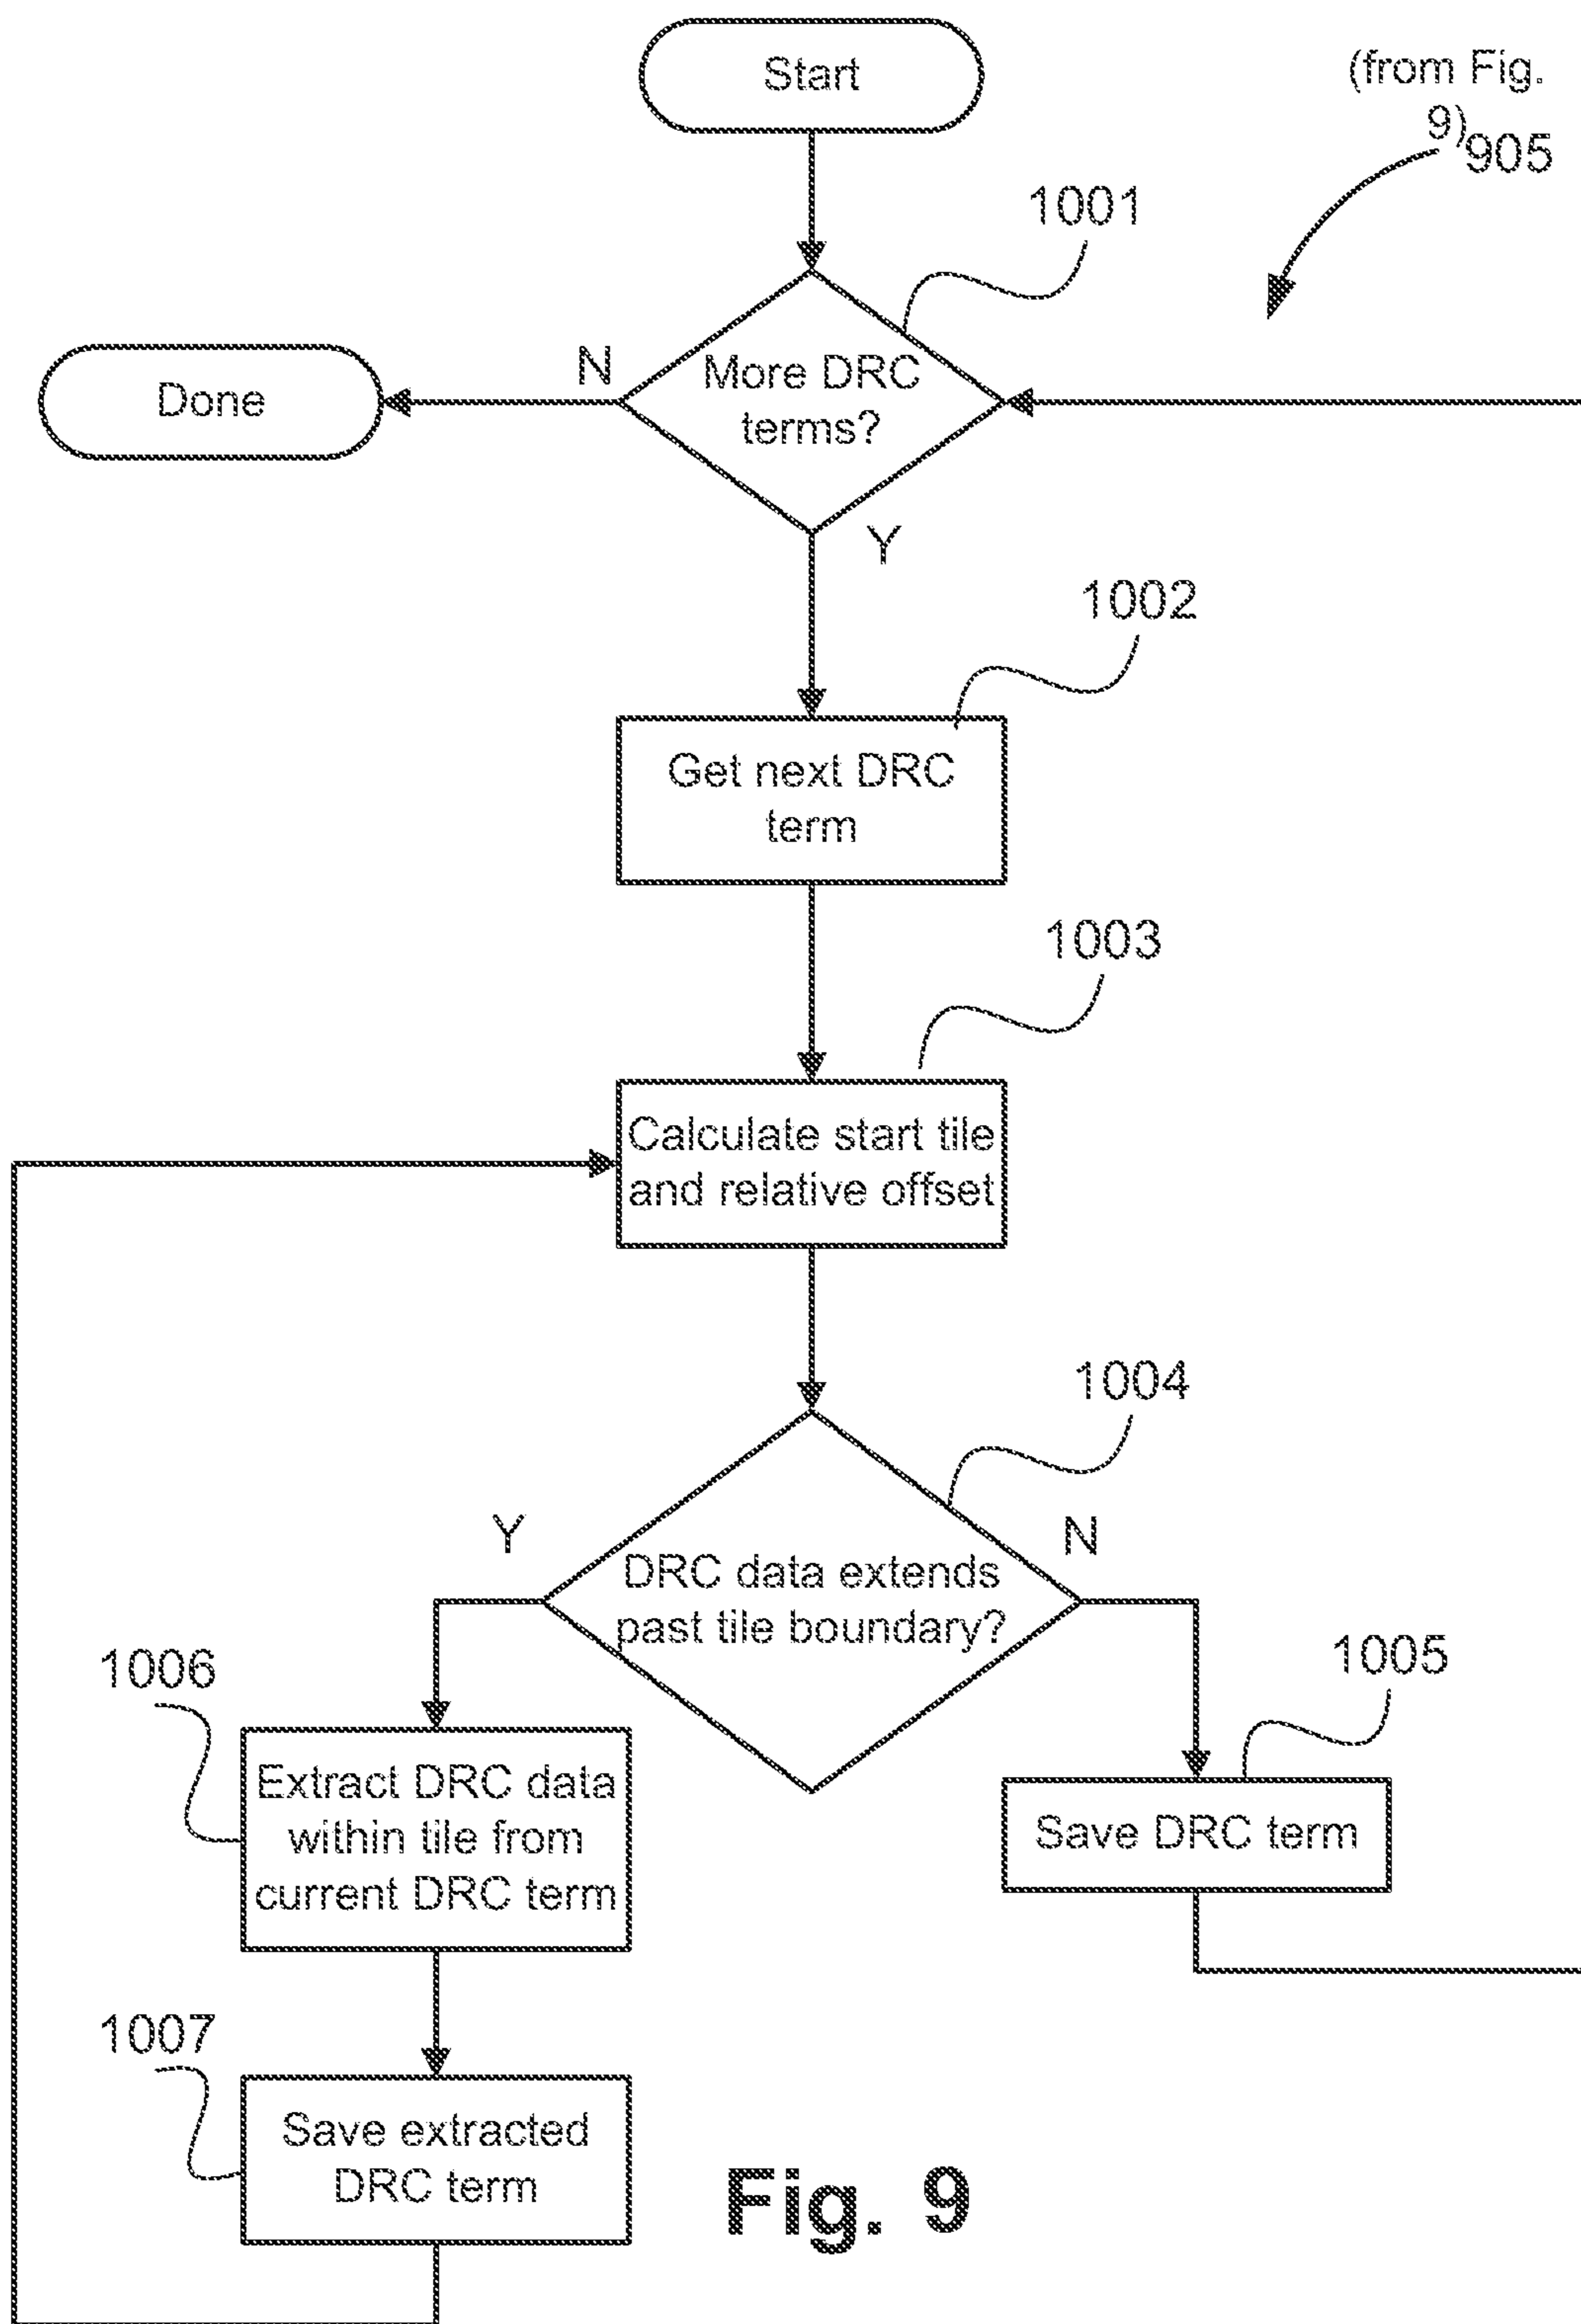 Start
(from Fig.
9)
905
1001
More DRC
terms?
N
Done
Y
1002
Get next DRC
term
1003
Calculate start tile
and relative offset
1004
Y
N
DRC data extends
past tile boundary?
1006
1005
Extract DRC data
within tile from
current DRC term
Save DRC term
1007
Save extracted
DRC term
Fig. 9